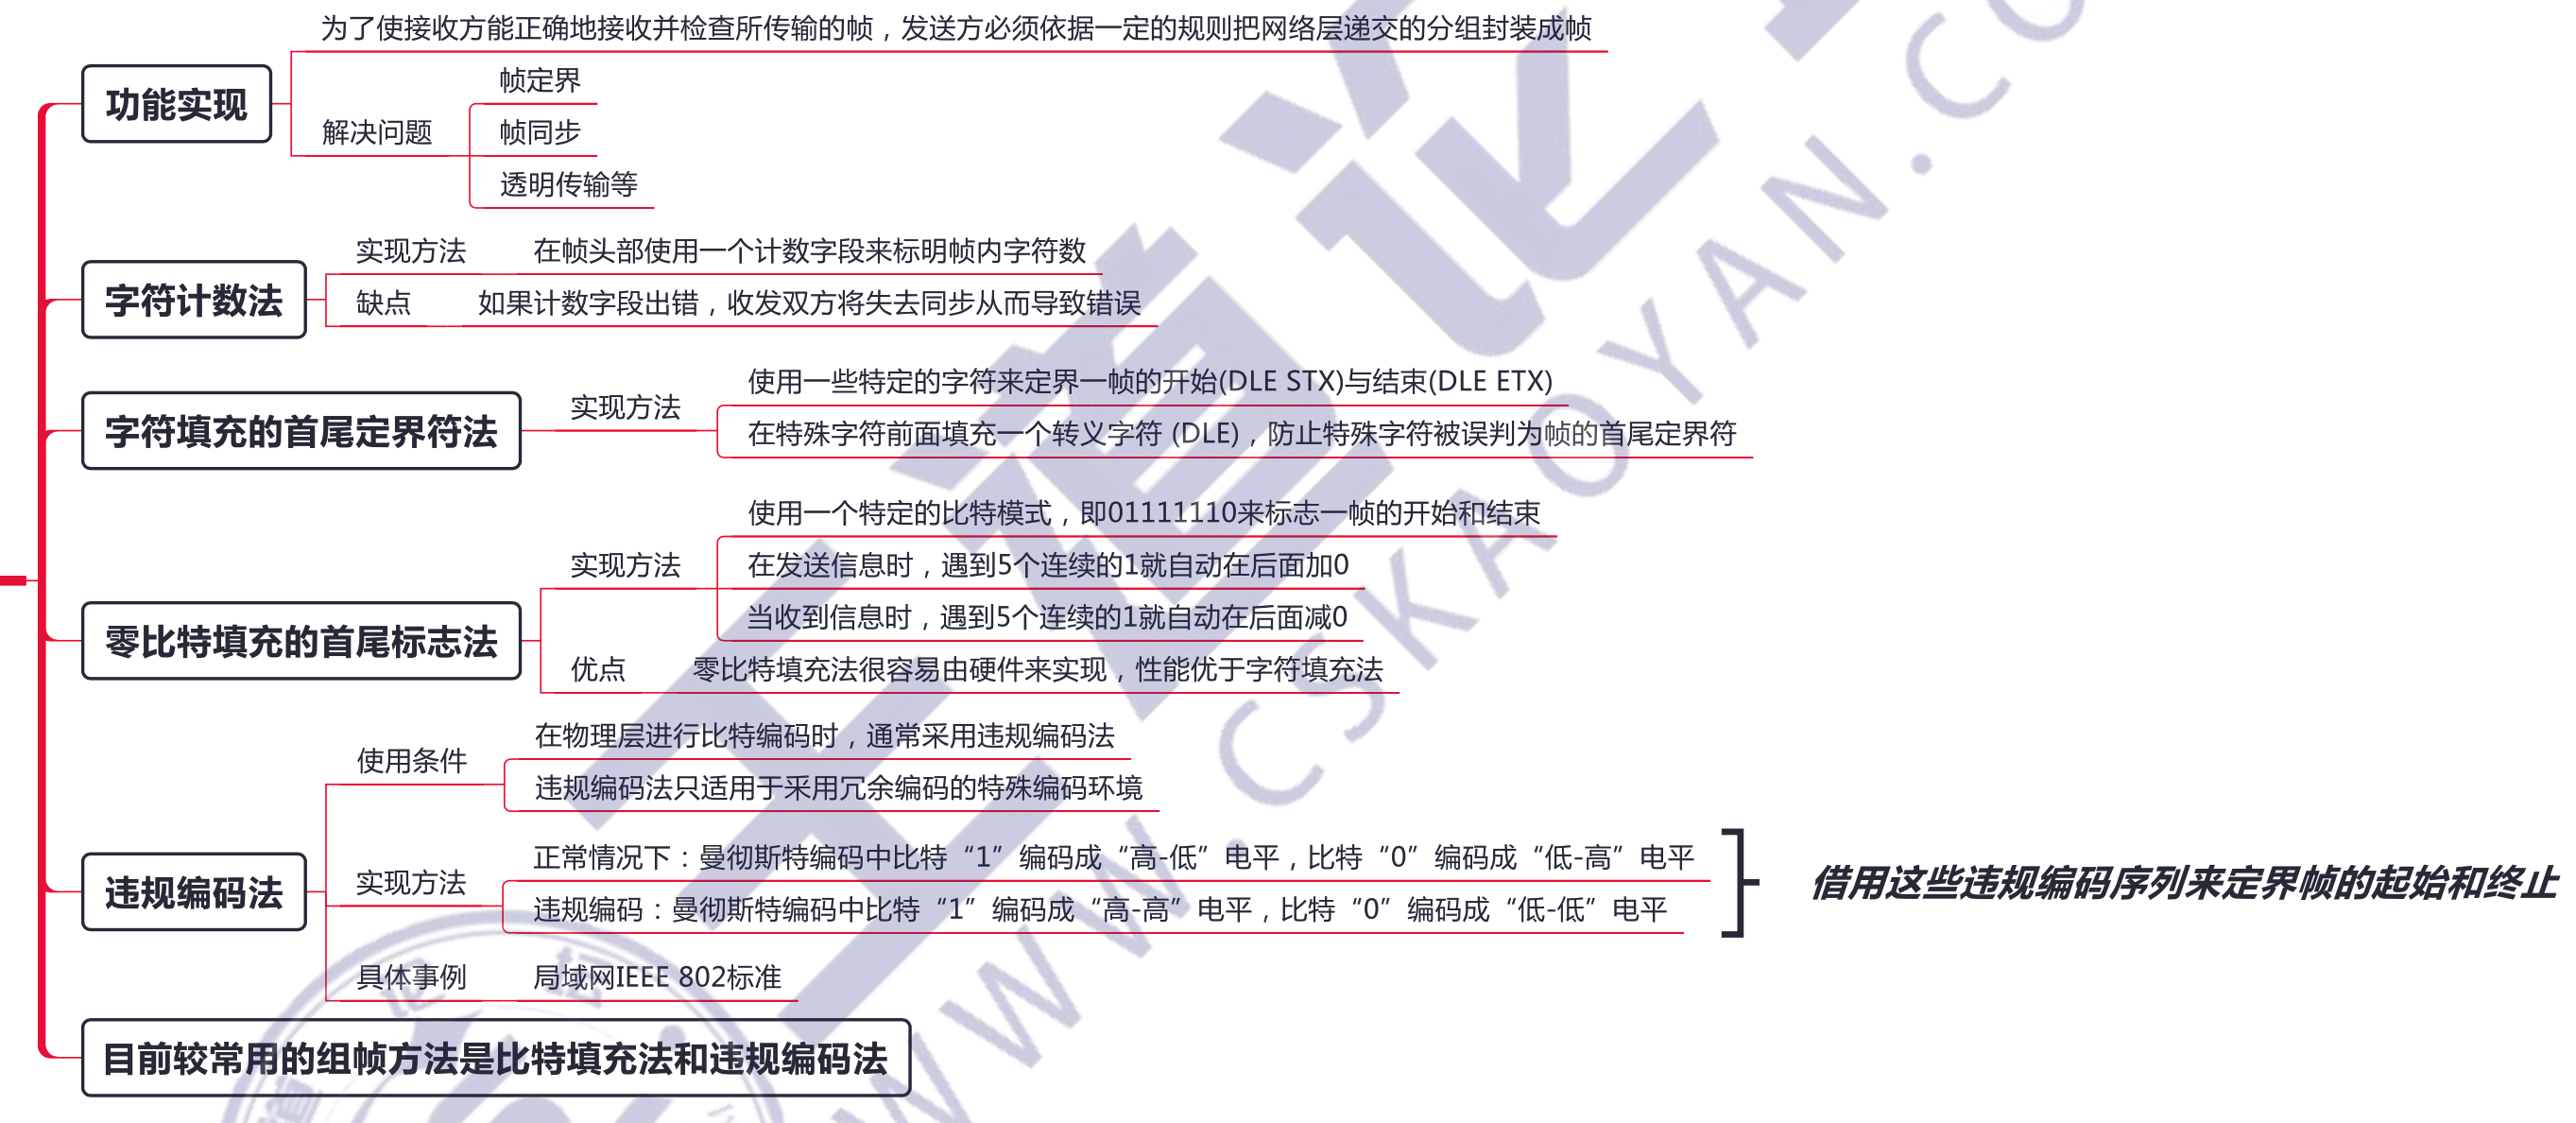 为了使接收方能正确地接收并检查所传输的帧，发送方必须依据一定的规则把网络层递交的分组封装成帧
功能实现
解决问题
帧定界
帧同步
透明传输等
字符计数法
实现方法
在帧头部使用一个计数字段来标明帧内字符数
缺点
如果计数字段出错，收发双方将失去同步从而导致错误
字符填充的首尾定界符法
实现方法
使用一些特定的字符来定界一帧的开始(DLE STX)与结束(DLE ETX)
在特殊字符前面填充一个转义字符 (DLE)，防止特殊字符被误判为帧的首尾定界符
零比特填充的首尾标志法
实现方法
使用一个特定的比特模式，即01111110来标志一帧的开始和结束
在发送信息时，遇到5个连续的1就自动在后面加0
当收到信息时，遇到5个连续的1就自动在后面减0
优点
零比特填充法很容易由硬件来实现，性能优于字符填充法
违规编码法
使用条件
在物理层进行比特编码时，通常采用违规编码法
违规编码法只适用于采用冗余编码的特殊编码环境
实现方法
正常情况下：曼彻斯特编码中比特“1”编码成“高-低”电平，比特“0”编码成“低-高”电平
违规编码：曼彻斯特编码中比特“1”编码成“高-高”电平，比特“0”编码成“低-低”电平
借用这些违规编码序列来定界帧的起始和终止
具体事例
局域网IEEE 802标准
目前较常用的组帧方法是比特填充法和违规编码法
王道论
WWW.CSKAOYAN.CO